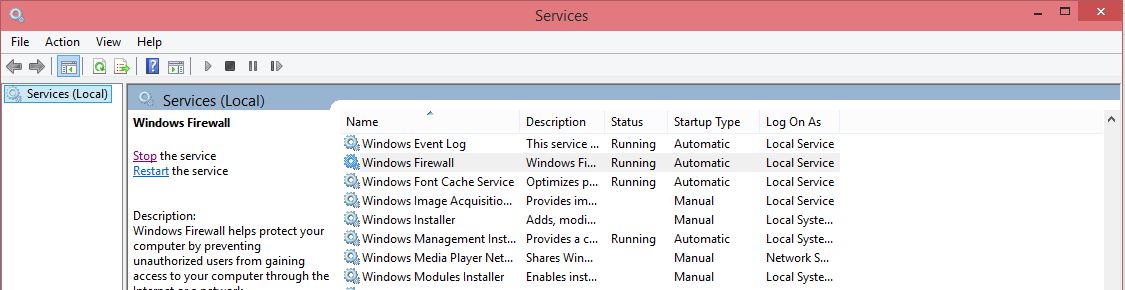 Services
File Action View Help
Services (Local)
Services (Local)
Windows Firewall
Stop the service
Restart the service
Description:
Windows Firewall helps protect your
computer by preventing
unauthorized users from gaining
access to your computer through the
Internet or a network
Name Description Status Startup Type Log On As
Windows Event Log This service ... Running Automatic Local Service
Windows Firewall Windows Fi... Running Automatic Local Service
Windows Font Cache Service Optimizes p... Running Automatic Local Service
Windows Image Acquisitio... Provides im... Manual Local Service
Windows Installer Adds, modi... Manual Local Syste...
Windows Management Inst... Provides a c... Running Automatic Local Syste...
Windows Media Player Net... Shares Win... Manual Network S...
Windows Modules Installer Enables inst... Manual Local Syste...